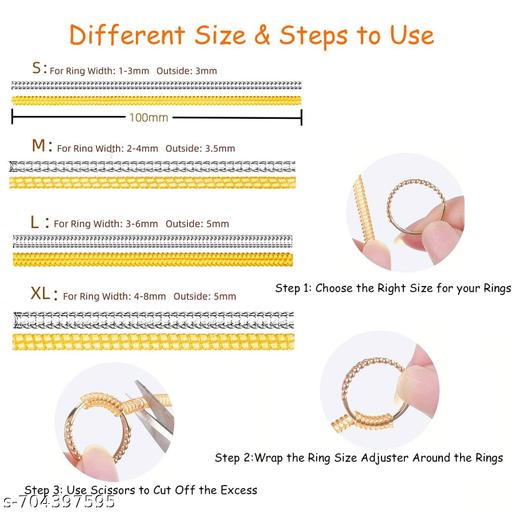 Different Size & Steps to Use
S: For Ring Width: 1-3mm Outside: 3mm
100mm
M: For Ring Width: 2-4mm Outside: 3.5mm
L: For Ring Width: 3-6mm Outside: 5mm
XL: For Ring Width: 4-8mm Outside: 5mm
Step 1: Choose the Right Size for your Rings
Step 2:Wrap the Ring Size Adjuster Around the Rings
Step 3: Use Scissors to Cut Off the Excess
s-704397595